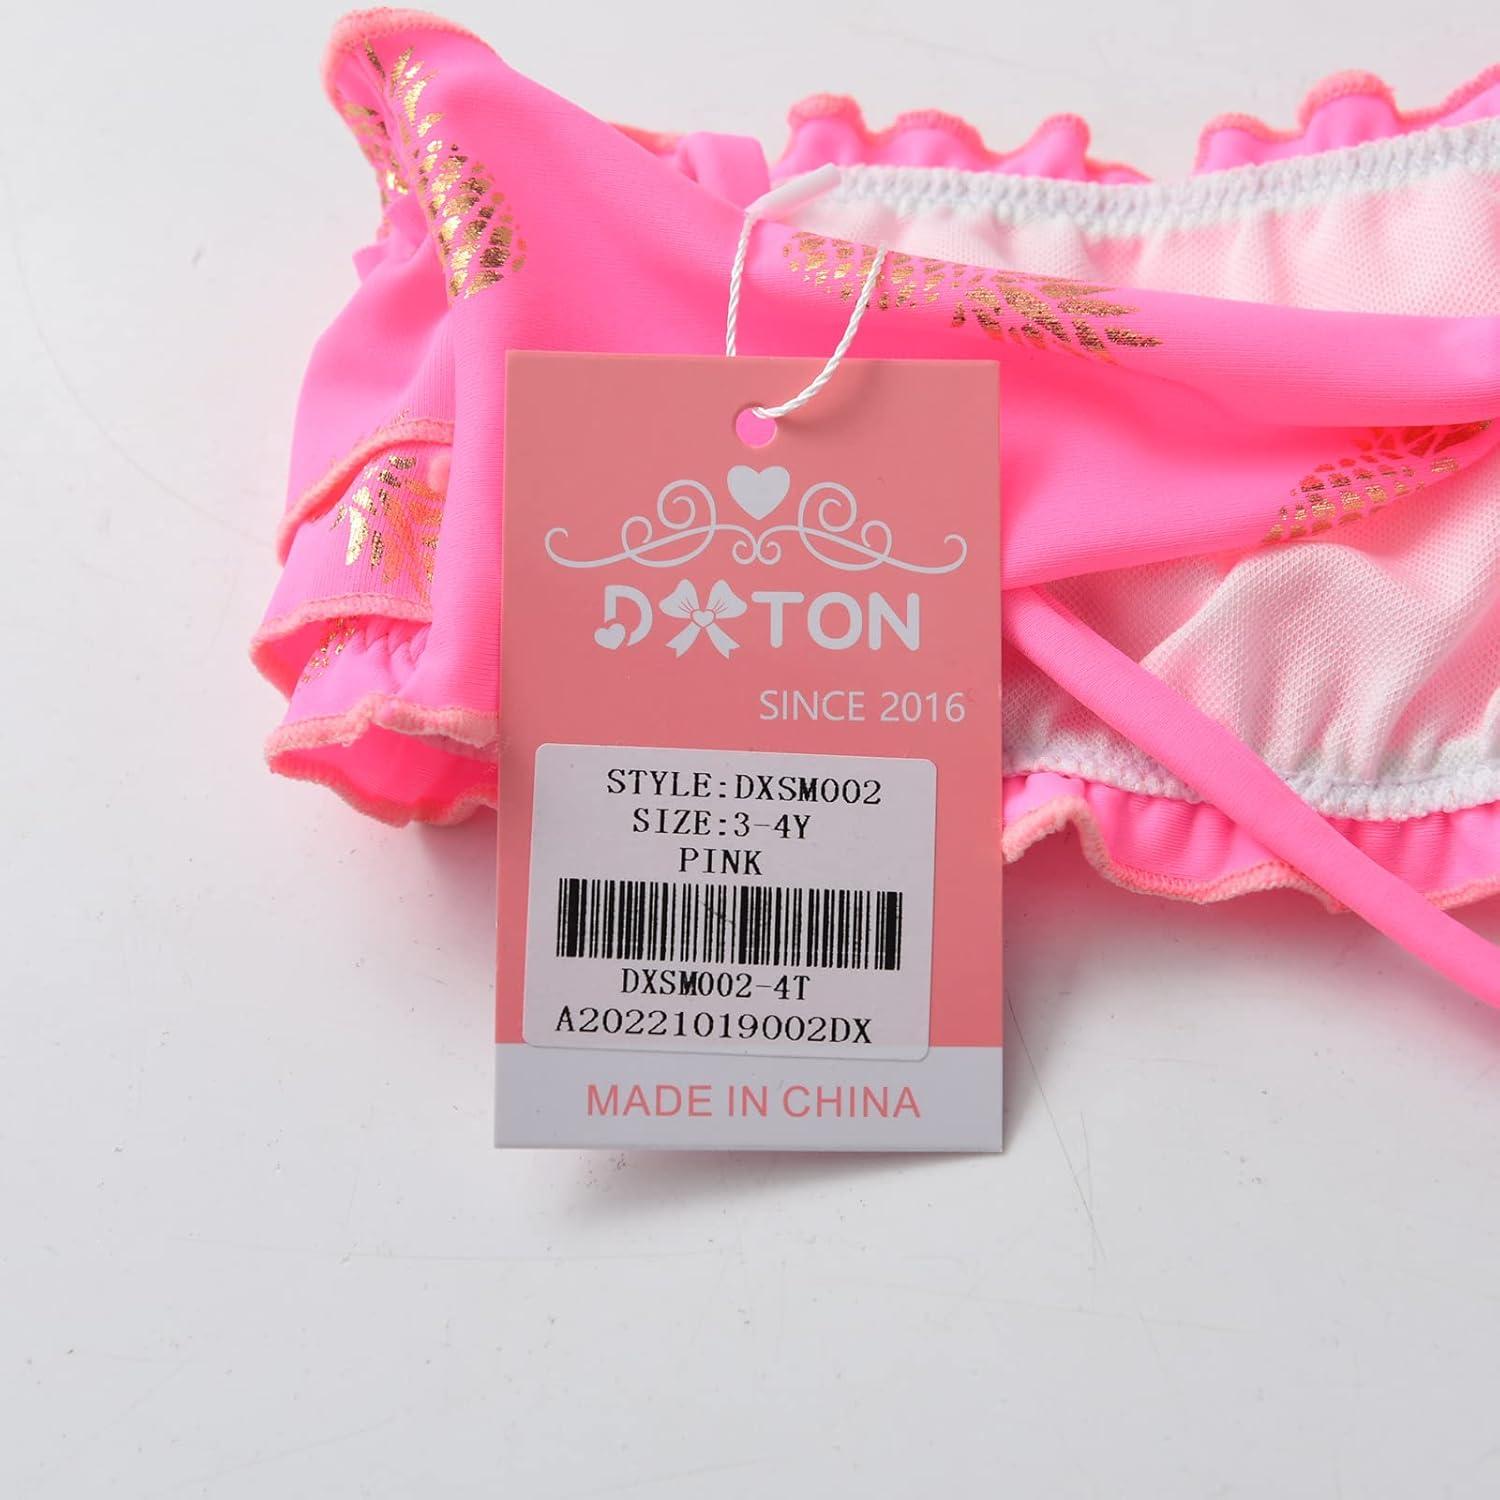 DXTON
SINCE 2016
STYLE:DXSM002
SIZE:3-4Y
PINK
DXSM002-4T
A20221019002DX
MADE IN CHINA